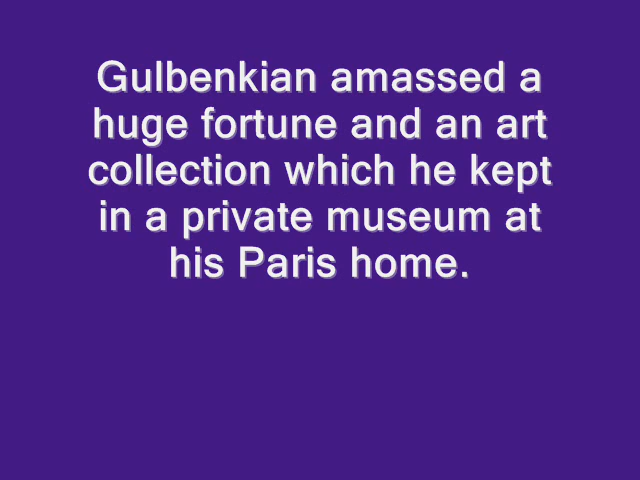 Gulbenkian amassed a
huge fortune and an art
collection which he kept
in a private museum at
his Paris home.